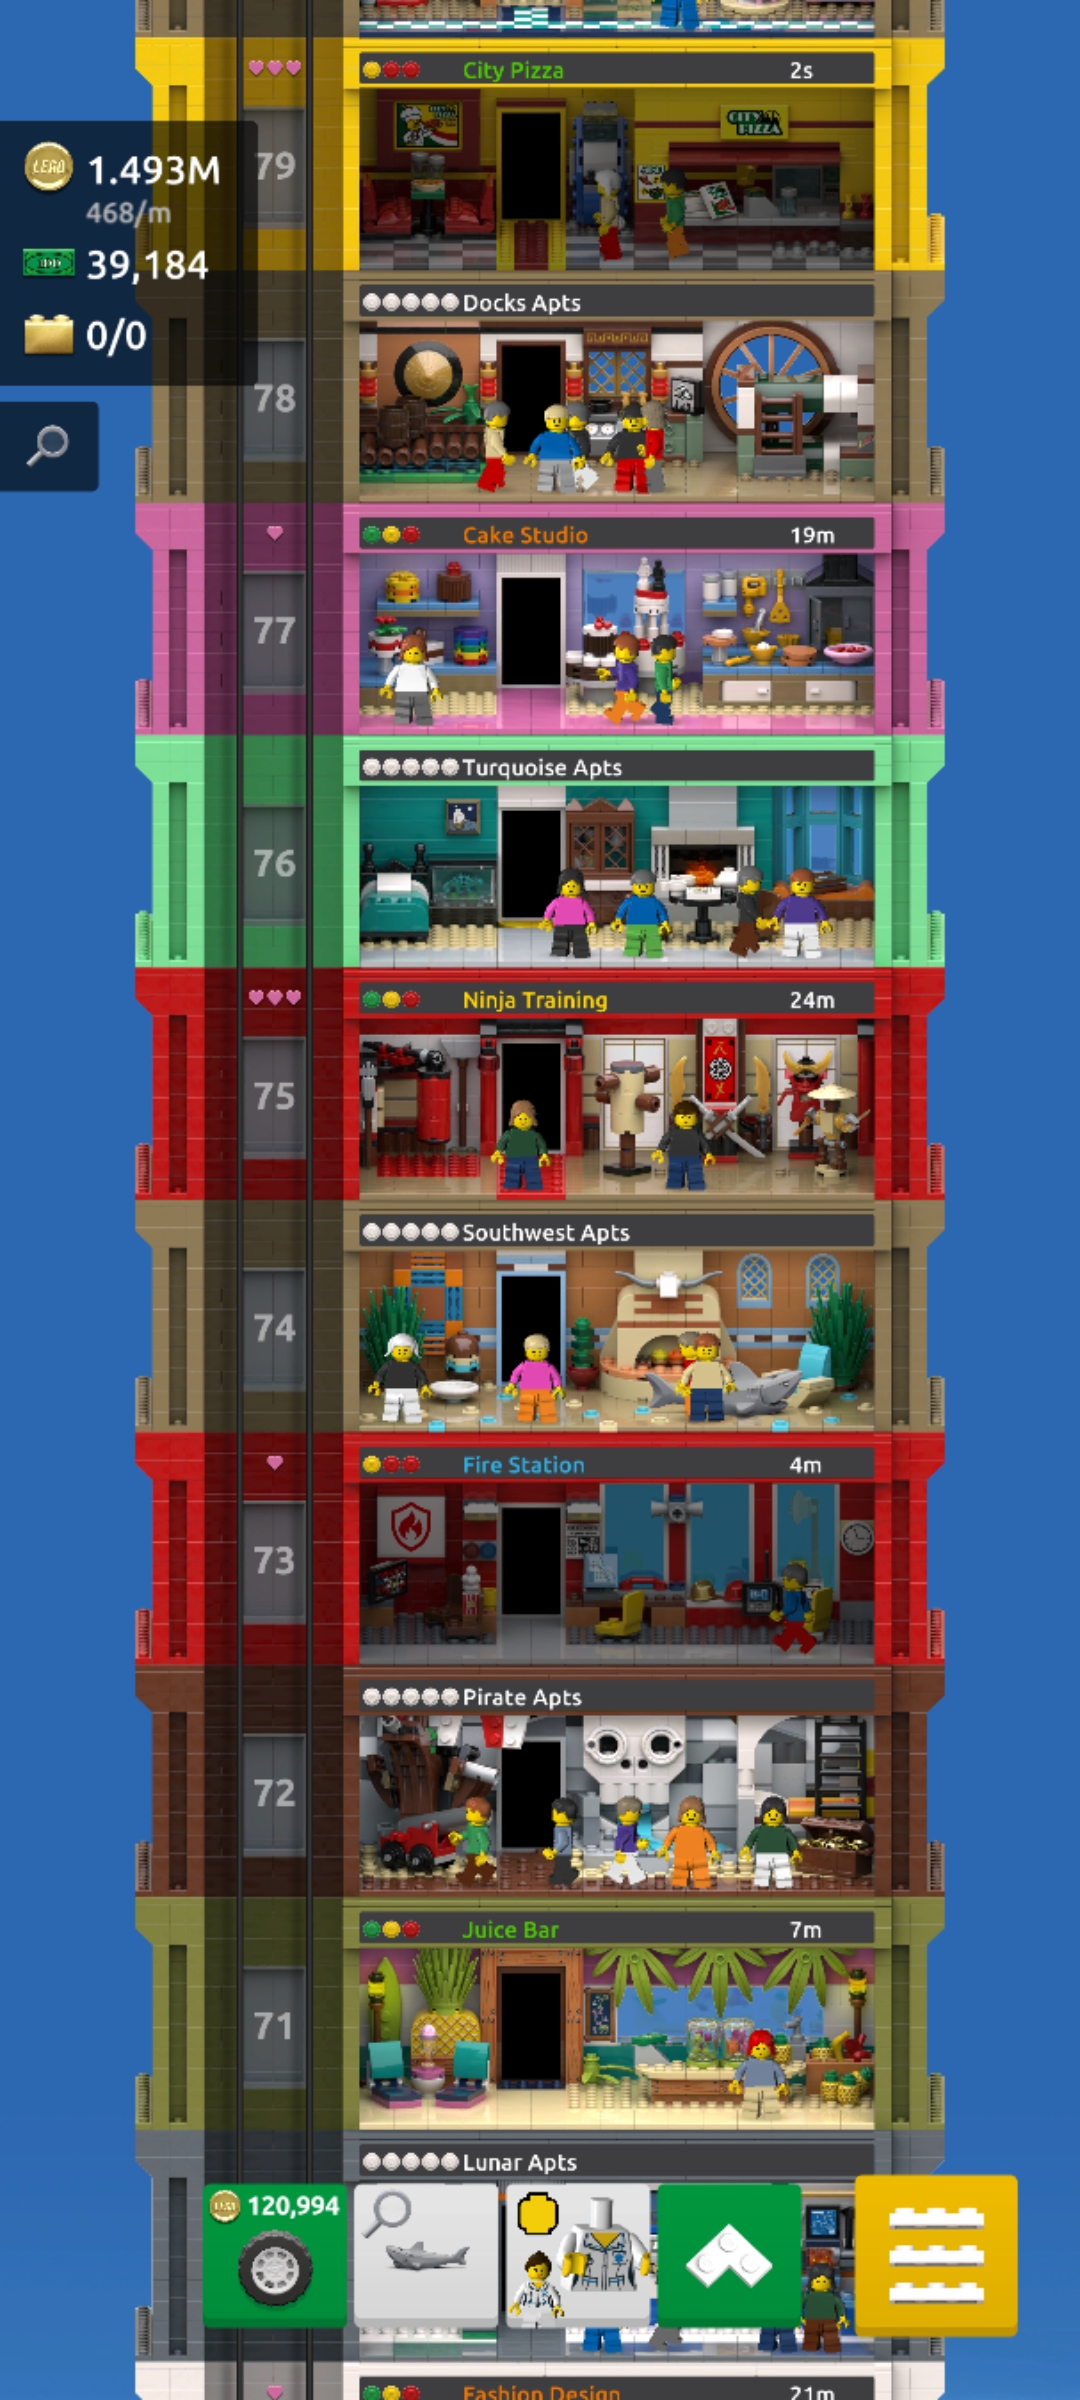 City Pizza 2s
79
CITY PIZZA
1.493M
468/m
39,184
0/0
Docks Apts
78
Cake Studio 19m
77
Turquoise Apts
76
Ninja Training 24m
75
Southwest Apts
74
Fire Station 4m
73
Pirate Apts
72
Juice Bar 7m
71
Lunar Apts
120,994
Fashion Design 21m